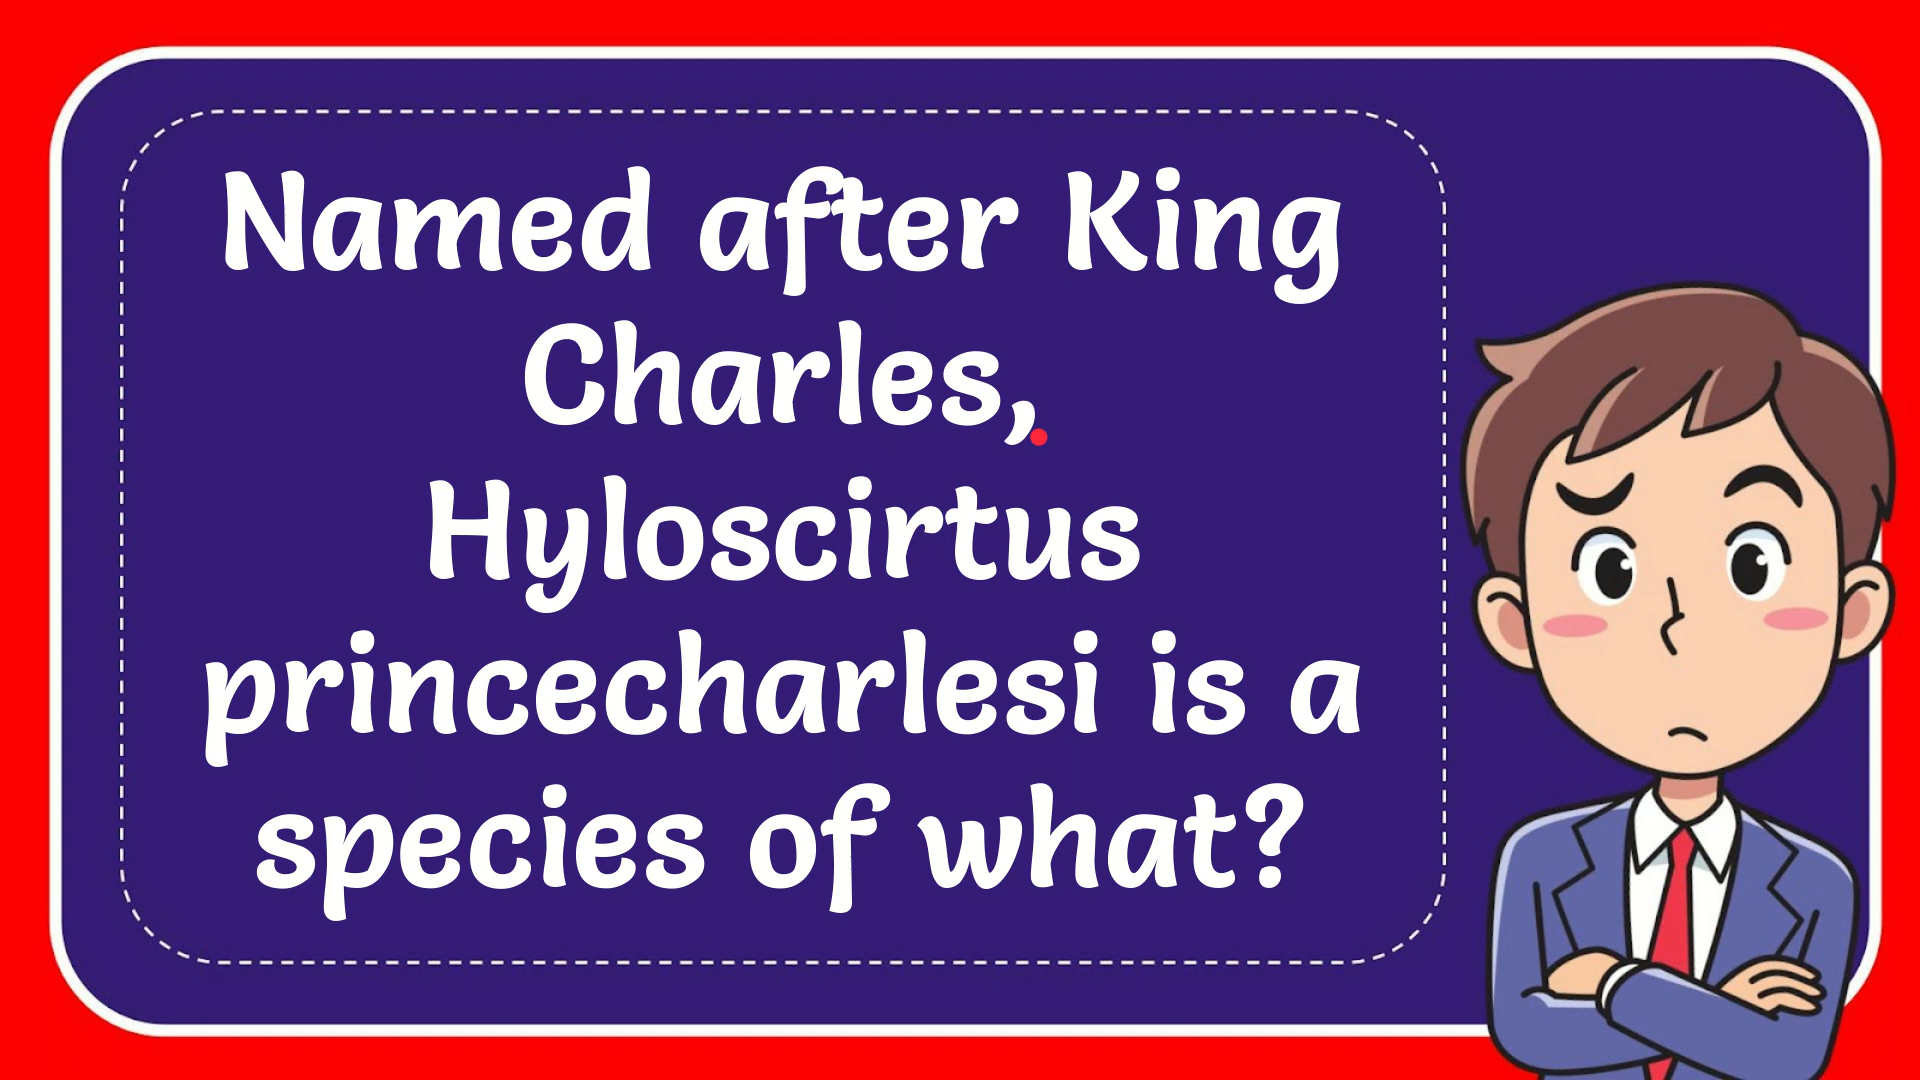 Named after King
Charles,
Hyloscirtus
princecharlesi is a
species of what?